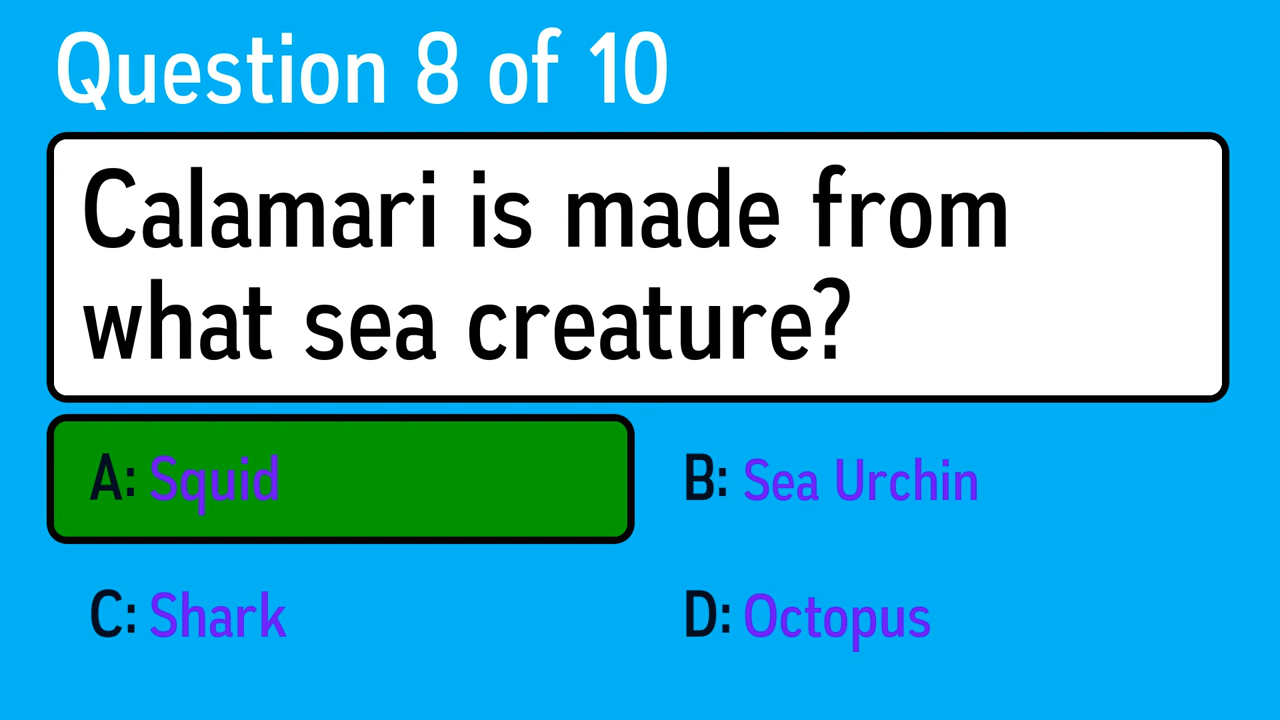 Question 8 of 10
Calamari is made from
what sea creature?
A: Squid
B: Sea Urchin
C: Shark
D: Octopus